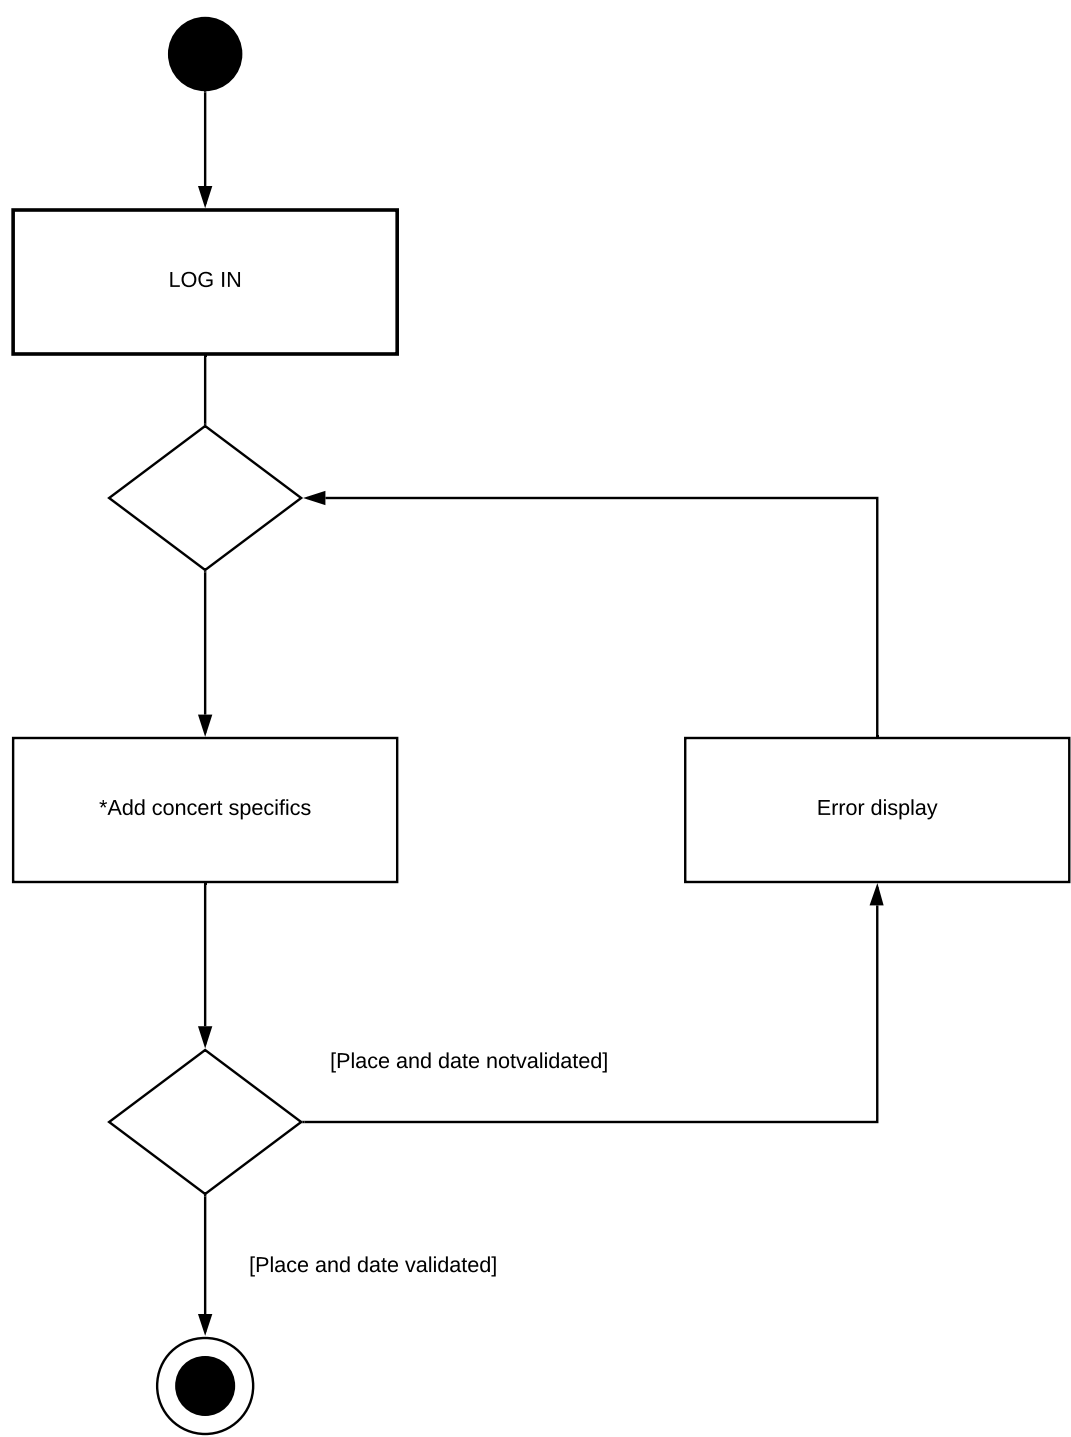 LOG IN
*Add concert specifics
Error display
[Place and date notvalidated]
[Place and date validated]